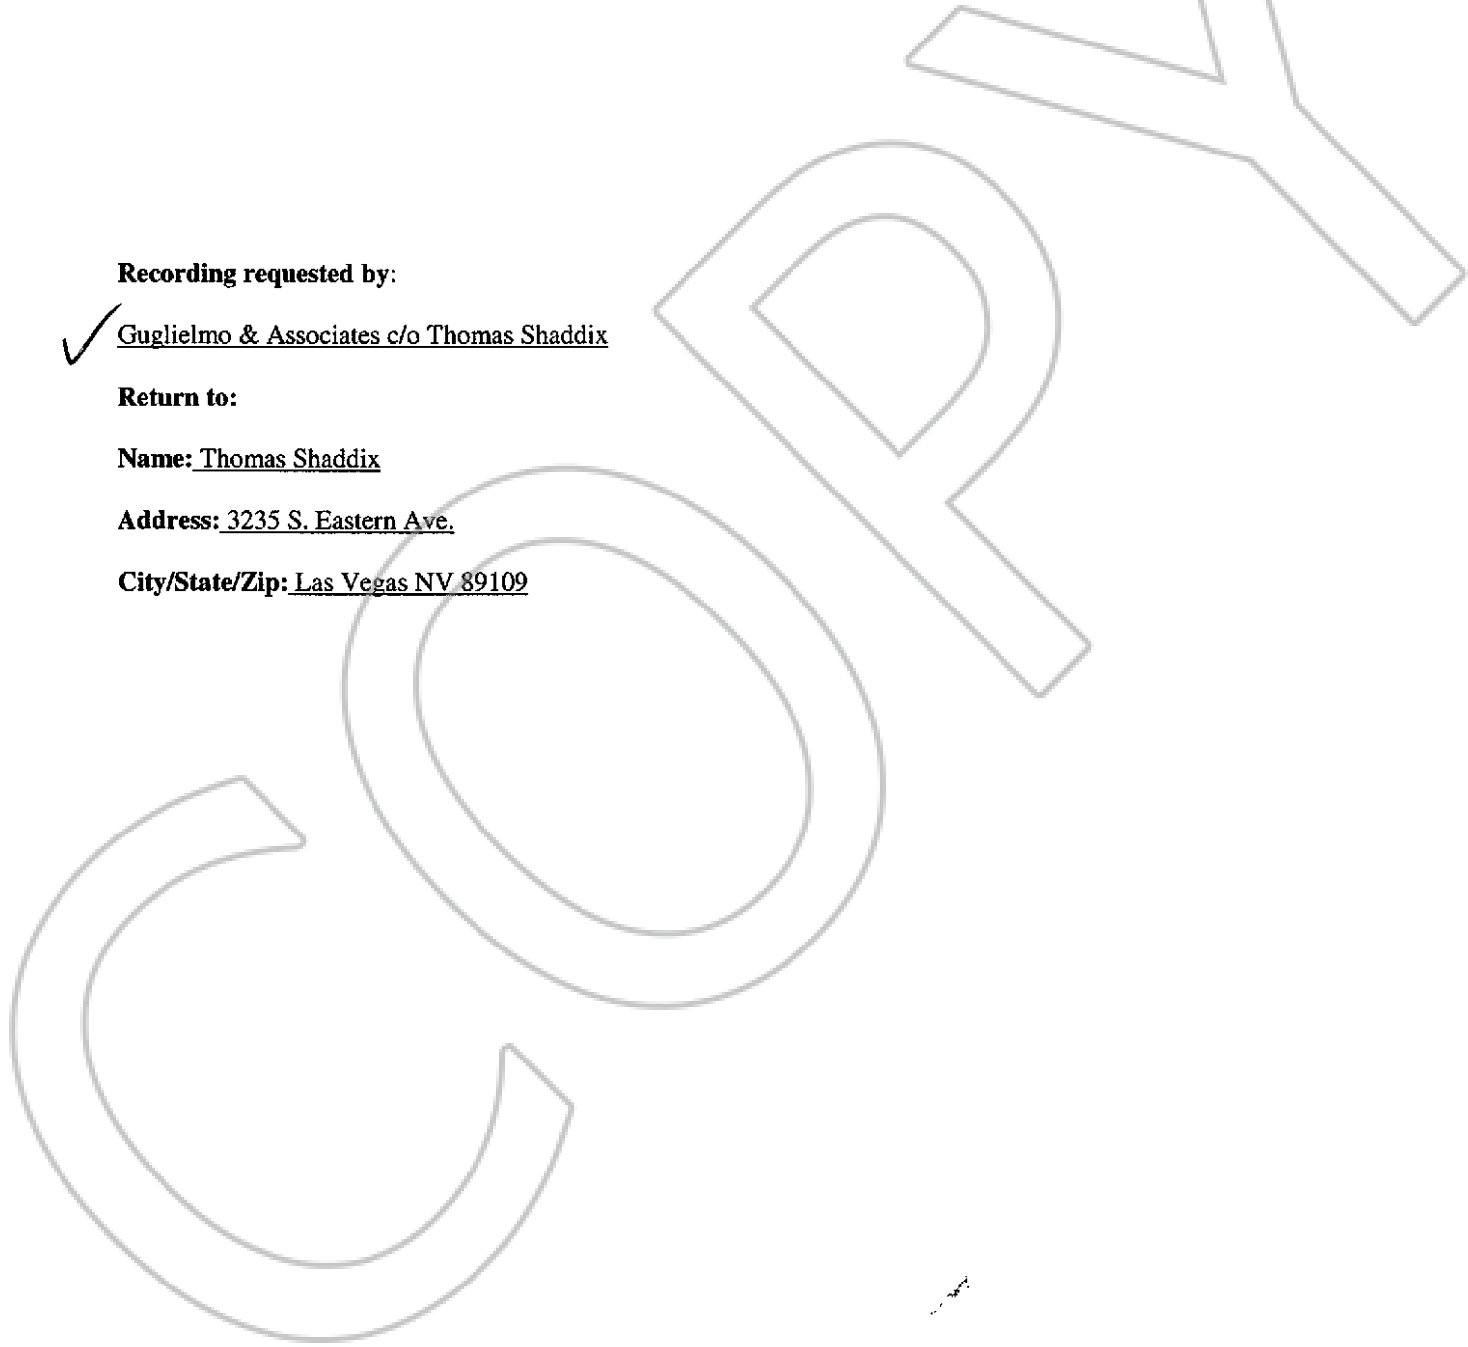 Recording requested by:
Guglielmo & Associates c/o Thomas Shaddix
Return to:
Name: Thomas Shaddix
Address: 3235 S. Eastern Ave.
City/State/Zip: Las Vegas NV 89109
COPY